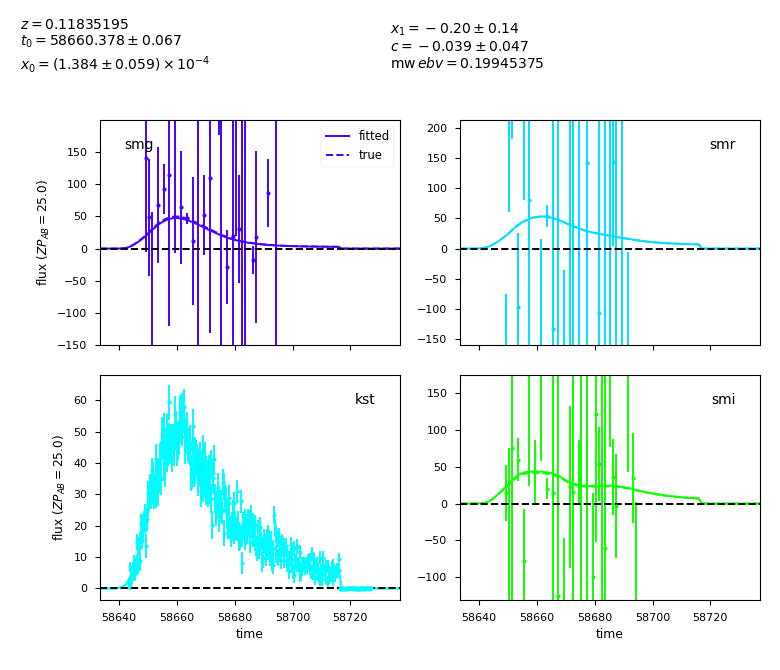 z = 0.11835195
t₀ = 58660.378 ± 0.067
x₀ = (1.384 ± 0.059) × 10⁻⁴
x₁ = −0.20 ± 0.14
c = −0.039 ± 0.047
mw ebv = 0.19945375
smg
fitted
true
150
100
50
0
−50
−100
−150
flux (ZP_AB = 25.0)
smr
200
150
100
50
0
−50
−100
−150
kst
60
50
40
30
20
10
0
flux (ZP_AB = 25.0)
58640 58660 58680 58700 58720
time
smi
150
100
50
0
−50
−100
58640 58660 58680 58700 58720
time